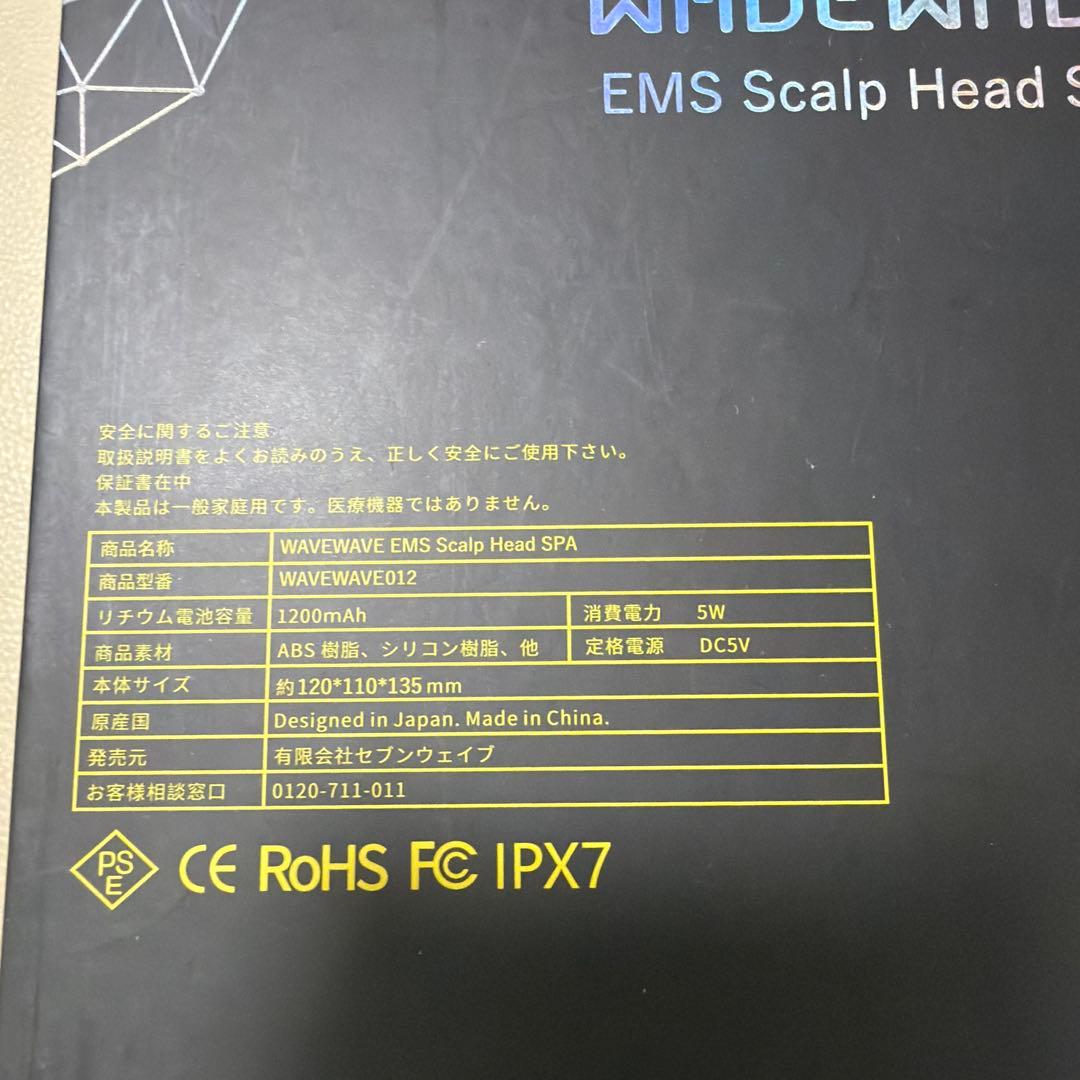 EMS Scalp Head
安全に関するご注意
取扱説明書をよくお読みのうえ、正しく安全にご使用下さい。
保証書在中
本製品は一般家庭用です。医療機器ではありません。
商品名称 WAVEWAVE EMS Scalp Head SPA
商品型番 WAVEWAVE012
リチウム電池容量 1200mAh 消費電力 5W
商品素材 ABS 樹脂、シリコン樹脂、他 定格電源 DC5V
本体サイズ 約120*110*135mm
原産国 Designed in Japan. Made in China.
発売元 有限会社セブンウェイブ
お客様相談窓口 0120-711-011
PSE CE RoHS FC IPX7